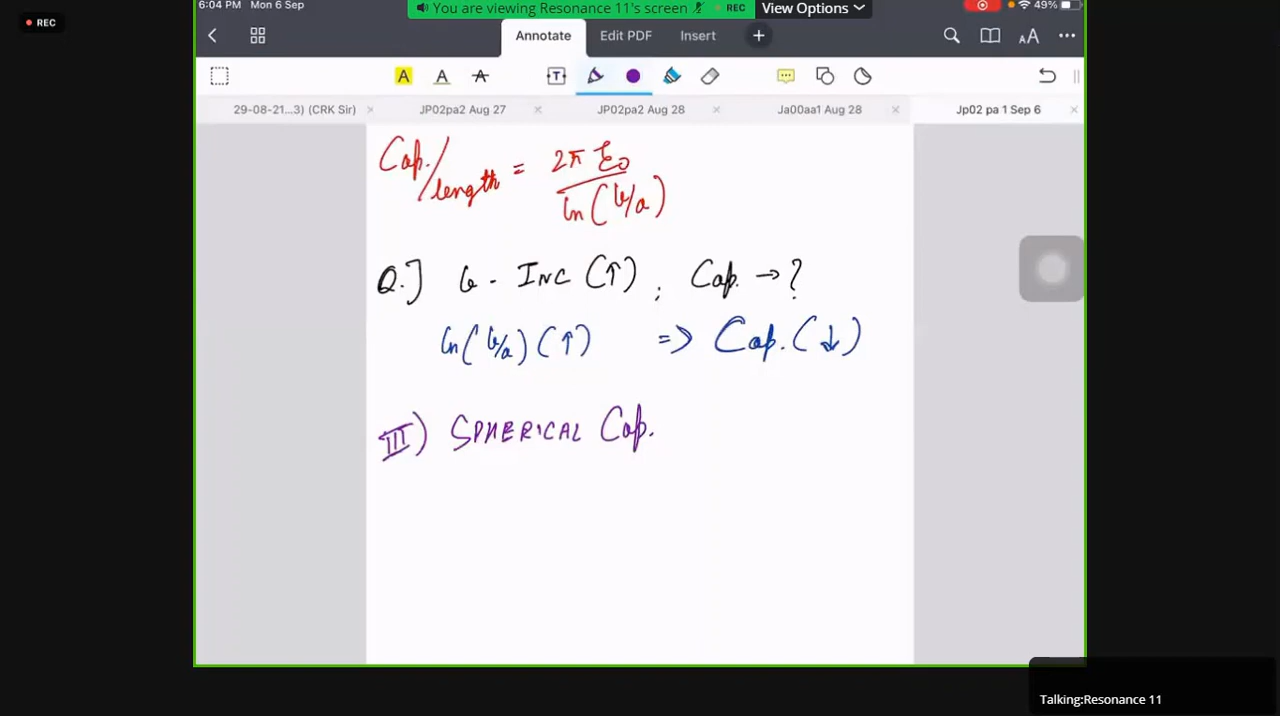 6:04 PM Mon 6 Sep
You are viewing Resonance 11's screen
REC
View Options
49%
REC
Annotate
Edit PDF
Insert
29-08-21...3) (CRK Sir)
JP02pa2 Aug 27
JP02pa2 Aug 28
Ja00aa1 Aug 28
Jp02 pa 1 Sep 6
Cap./length = 2π ε0 / ln(b/a)
Q.] b - INC (↑) ; Cap. → ?
ln(b/a) (↑) => Cap. (↓)
III) SPHERICAL Cap.
Talking:Resonance 11